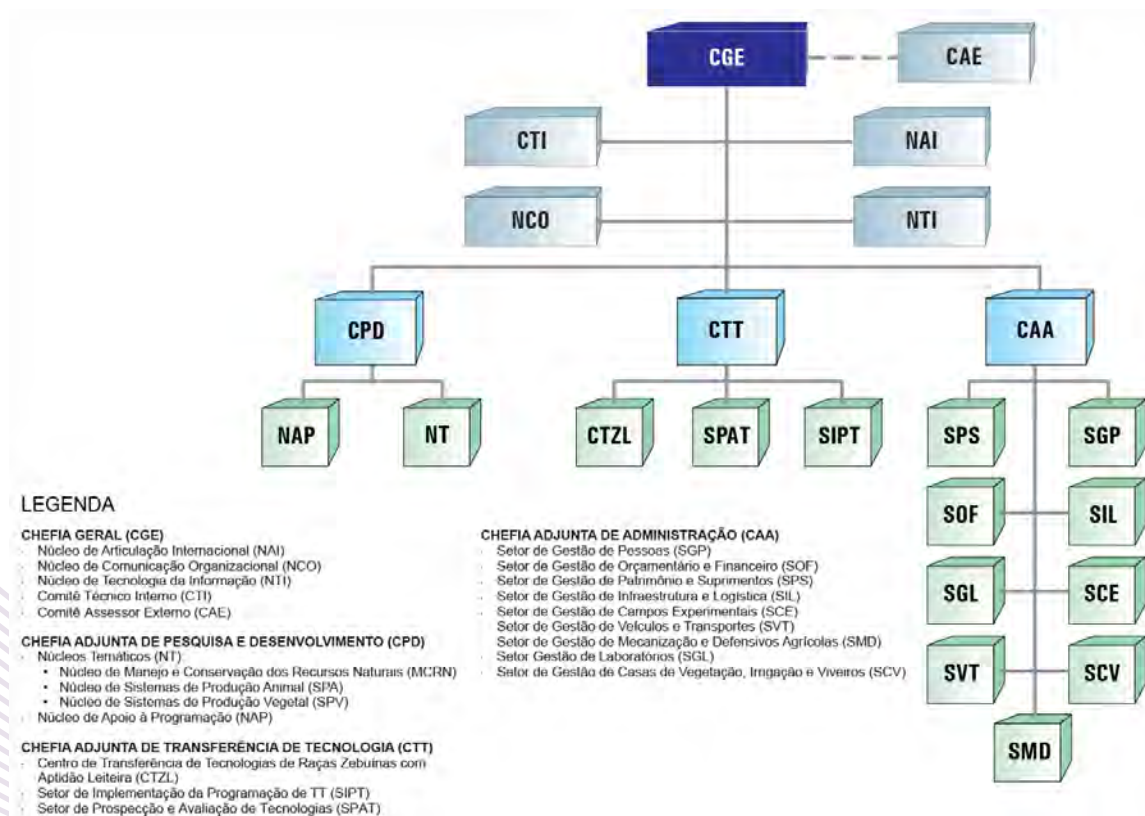 CGE
CAE
CTI
NAI
NCO
NTI
CPD
CTT
CAA
NAP
NT
CTZL
SPAT
SIPT
SPS
SGP
SOF
SIL
SGL
SCE
SVT
SCV
SMD
LEGENDA
CHEFIA GERAL (CGE)
· Núcleo de Articulação Internacional (NAI)
· Núcleo de Comunicação Organizacional (NCO)
· Núcleo de Tecnologia da Informação (NTI)
· Comitê Técnico Interno (CTI)
· Comitê Assessor Externo (CAE)
CHEFIA ADJUNTA DE PESQUISA E DESENVOLVIMENTO (CPD)
· Núcleos Temáticos (NT)
• Núcleo de Manejo e Conservação dos Recursos Naturais (MCRN)
• Núcleo de Sistemas de Produção Animal (SPA)
• Núcleo de Sistemas de Produção Vegetal (SPV)
· Núcleo de Apoio à Programação (NAP)
CHEFIA ADJUNTA DE TRANSFERÊNCIA DE TECNOLOGIA (CTT)
· Centro de Transferência de Tecnologias de Raças Zebuínas com
Aptidão Leiteira (CTZL)
· Setor de Implementação da Programação de TT (SIPT)
· Setor de Prospecção e Avaliação de Tecnologias (SPAT)
CHEFIA ADJUNTA DE ADMINISTRAÇÃO (CAA)
· Setor de Gestão de Pessoas (SGP)
· Setor de Gestão de Orçamentário e Financeiro (SOF)
· Setor de Gestão de Patrimônio e Suprimentos (SPS)
· Setor de Gestão de Infraestrutura e Logística (SIL)
· Setor de Gestão de Campos Experimentais (SCE)
· Setor de Gestão de Veículos e Transportes (SVT)
· Setor de Gestão de Mecanização e Defensivos Agrícolas (SMD)
· Setor Gestão de Laboratórios (SGL)
· Setor de Gestão de Casas de Vegetação, Irrigação e Viveiros (SCV)